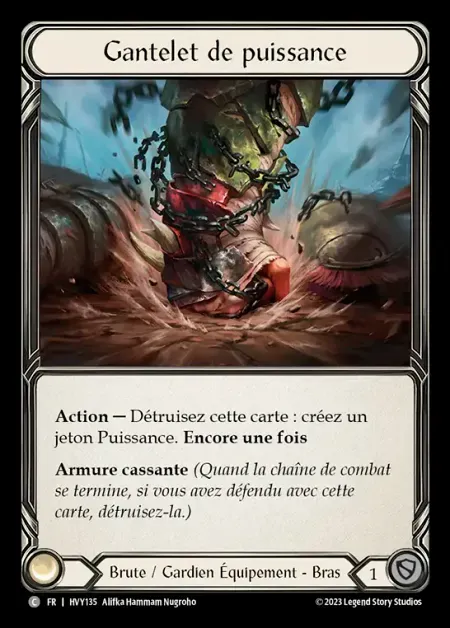 Gantelet de puissance
Action — Détruisez cette carte : créez un
jeton Puissance. Encore une fois
Armure cassante (Quand la chaîne de combat
se termine, si vous avez défendu avec cette
carte, détruisez-la.)
Brute / Gardien Équipement - Bras
1
C FR | HVY135 Alifka Hammam Nugroho
© 2023 Legend Story Studios